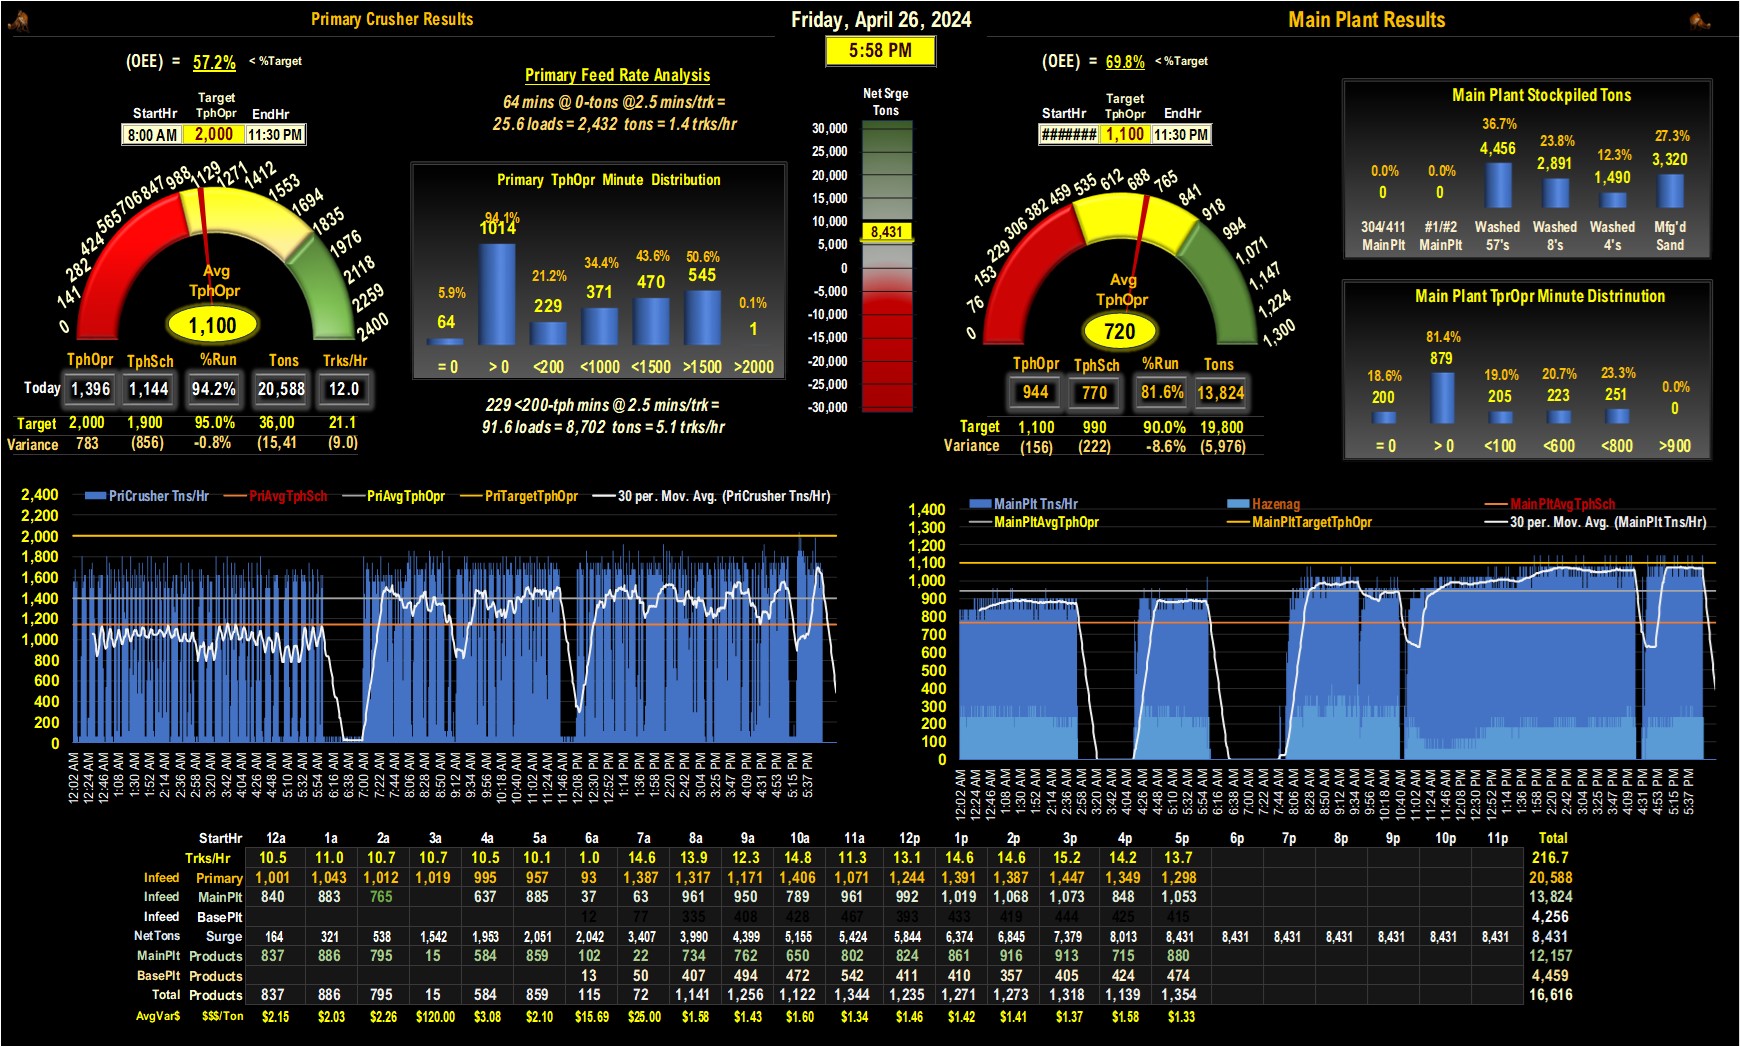 Primary Crusher Results
Friday, April 26, 2024
Main Plant Results
5:58 PM
(OEE) = 57.2% < %Target
StartHr Target TphOpr EndHr
8:00 AM 2,000 11:30 PM
0 141 282 424 565 706 847 988 1129 1271 1412 1553 1694 1835 1976 2118 2259 2400
Avg
TphOpr
1,100
TphOpr TphSch %Run Tons Trks/Hr
Today 1,396 1,144 94.2% 20,588 12.0
Target 2,000 1,900 95.0% 36,00 21.1
Variance 783 (856) -0.8% (15,41 (9.0)
Primary Feed Rate Analysis
64 mins @ 0-tons @2.5 mins/trk =
25.6 loads = 2,432 tons = 1.4 trks/hr
Primary TphOpr Minute Distribution
5.9% 94.1% 21.2% 34.4% 43.6% 50.6% 0.1%
64 1014 229 371 470 545 1
= 0 > 0 <200 <1000 <1500 >1500 >2000
229 <200-tph mins @ 2.5 mins/trk =
91.6 loads = 8,702 tons = 5.1 trks/hr
Net Srge
Tons
30,000
25,000
20,000
15,000
10,000
8,431
5,000
0
-5,000
-10,000
-15,000
-20,000
-25,000
-30,000
(OEE) = 69.8% < %Target
StartHr Target TphOpr EndHr
####### 1,100 11:30 PM
0 76 153 229 306 382 459 535 612 688 765 841 918 994 1,071 1,147 1,224 1,300
Avg
TphOpr
720
TphOpr TphSch %Run Tons
944 770 81.6% 13,824
Target 1,100 990 90.0% 19,800
Variance (156) (222) -8.6% (5,976)
Main Plant Stockpiled Tons
0.0% 0.0% 36.7% 23.8% 12.3% 27.3%
0 0 4,456 2,891 1,490 3,320
304/411 #1/#2 Washed Washed Washed Mfg'd
MainPlt MainPlt 57's 8's 4's Sand
Main Plant TprOpr Minute Distrinution
18.6% 81.4% 19.0% 20.7% 23.3% 0.0%
200 879 205 223 251 0
= 0 > 0 <100 <600 <800 >900
PriCrusher Tns/Hr PriAvgTphSch PriAvgTphOpr PriTargetTphOpr 30 per. Mov. Avg. (PriCrusher Tns/Hr)
2,400
2,200
2,000
1,800
1,600
1,400
1,200
1,000
800
600
400
200
0
12:02 AM 12:24 AM 12:46 AM 1:08 AM 1:30 AM 1:52 AM 2:14 AM 2:36 AM 2:58 AM 3:20 AM 3:42 AM 4:04 AM 4:26 AM 4:48 AM 5:10 AM 5:32 AM 5:54 AM 6:16 AM 6:38 AM 7:00 AM 7:22 AM 7:44 AM 8:06 AM 8:28 AM 8:50 AM 9:12 AM 9:34 AM 9:56 AM 10:18 AM 10:40 AM 11:02 AM 11:24 AM 11:46 AM 12:08 PM 12:30 PM 12:52 PM 1:14 PM 1:36 PM 1:58 PM 2:20 PM 2:42 PM 3:04 PM 3:25 PM 3:47 PM 4:09 PM 4:31 PM 4:53 PM 5:15 PM 5:37 PM
MainPlt Tns/Hr Hazenag MainPltAvgTphSch
MainPltAvgTphOpr MainPltTargetTphOpr 30 per. Mov. Avg. (MainPlt Tns/Hr)
1,400
1,300
1,200
1,100
1,000
900
800
700
600
500
400
300
200
100
0
12:02 AM 12:24 AM 12:46 AM 1:08 AM 1:30 AM 1:52 AM 2:14 AM 2:36 AM 2:58 AM 3:20 AM 3:42 AM 4:04 AM 4:26 AM 4:48 AM 5:10 AM 5:32 AM 5:54 AM 6:16 AM 6:38 AM 7:00 AM 7:22 AM 7:44 AM 8:06 AM 8:28 AM 8:50 AM 9:12 AM 9:34 AM 9:56 AM 10:18 AM 10:40 AM 11:02 AM 11:24 AM 11:46 AM 12:08 PM 12:30 PM 12:52 PM 1:14 PM 1:36 PM 1:58 PM 2:20 PM 2:42 PM 3:04 PM 3:25 PM 3:47 PM 4:09 PM 4:31 PM 4:53 PM 5:15 PM 5:37 PM
StartHr 12a 1a 2a 3a 4a 5a 6a 7a 8a 9a 10a 11a 12p 1p 2p 3p 4p 5p 6p 7p 8p 9p 10p 11p Total
Trks/Hr 10.5 11.0 10.7 10.7 10.5 10.1 1.0 14.6 13.9 12.3 14.8 11.3 13.1 14.6 14.6 15.2 14.2 13.7 216.7
Infeed Primary 1,001 1,043 1,012 1,019 995 957 93 1,387 1,317 1,171 1,406 1,071 1,244 1,391 1,387 1,447 1,349 1,298 20,588
Infeed MainPlt 840 883 765 637 885 37 63 961 950 789 961 992 1,019 1,068 1,073 848 1,053 13,824
Infeed BasePlt 12 77 335 408 428 467 393 433 419 444 425 415 4,256
NetTons Surge 164 321 538 1,542 1,953 2,051 2,042 3,407 3,990 4,399 5,155 5,424 5,844 6,374 6,845 7,379 8,013 8,431 8,431 8,431 8,431 8,431 8,431 8,431 8,431
MainPlt Products 837 886 795 15 584 859 102 22 734 762 650 802 824 861 916 913 715 880 12,157
BasePlt Products 13 50 407 494 472 542 411 410 357 405 424 474 4,459
Total Products 837 886 795 15 584 859 115 72 1,141 1,256 1,122 1,344 1,235 1,271 1,273 1,318 1,139 1,354 16,616
AvgVar$ $$$/Ton $2.15 $2.03 $2.26 $120.00 $3.08 $2.10 $15.69 $25.00 $1.58 $1.43 $1.60 $1.34 $1.46 $1.42 $1.41 $1.37 $1.58 $1.33